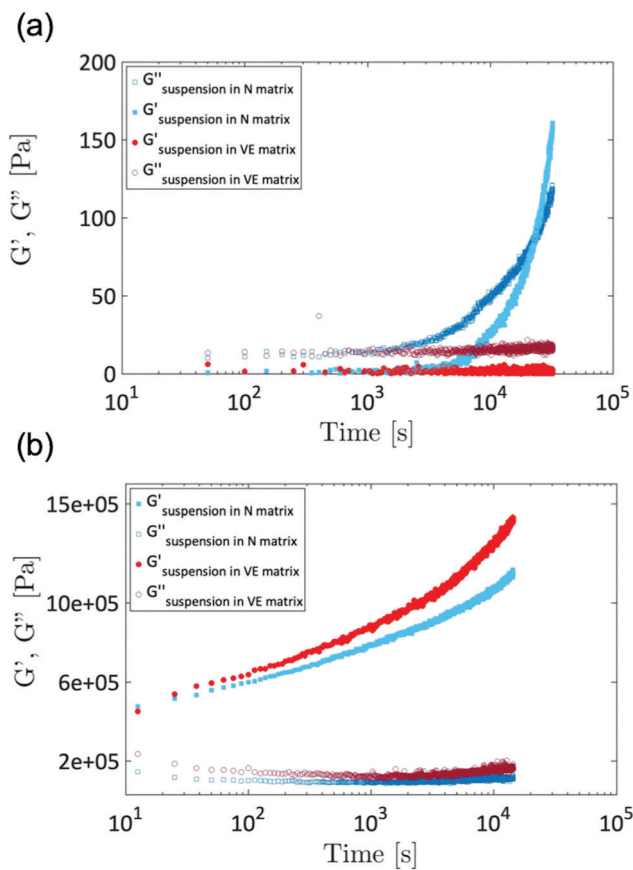 (a)
200
150
100
50
0
G', G'' [Pa]
G''suspension in N matrix
G'suspension in N matrix
G'suspension in VE matrix
G''suspension in VE matrix
10^1 10^2 10^3 10^4 10^5
Time [s]
(b)
15e+05
10e+05
6e+05
2e+05
G', G'' [Pa]
G'suspension in N matrix
G''suspension in N matrix
G'suspension in VE matrix
G''suspension in VE matrix
10^1 10^2 10^3 10^4 10^5
Time [s]